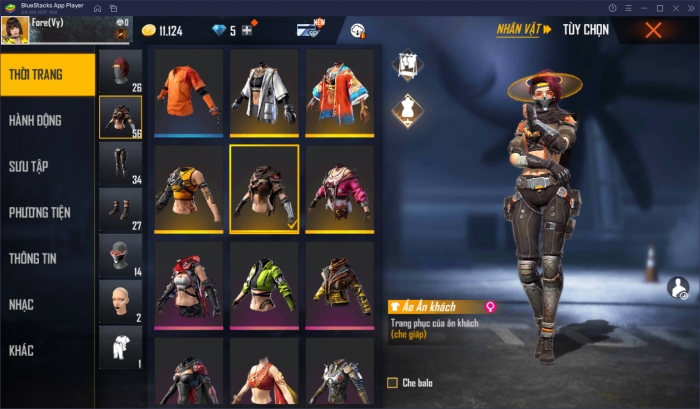 BlueStacks App Player
Fore(Vy)
0
11.124
5
NEW
NHÂN VẬT
TÙY CHỌN
THỜI TRANG
HÀNH ĐỘNG
SƯU TẬP
PHƯƠNG TIỆN
THÔNG TIN
NHẠC
KHÁC
26
56
34
27
14
2
1
Áo Ẩn khách
Trang phục của ẩn khách
(che giáp)
Che balo